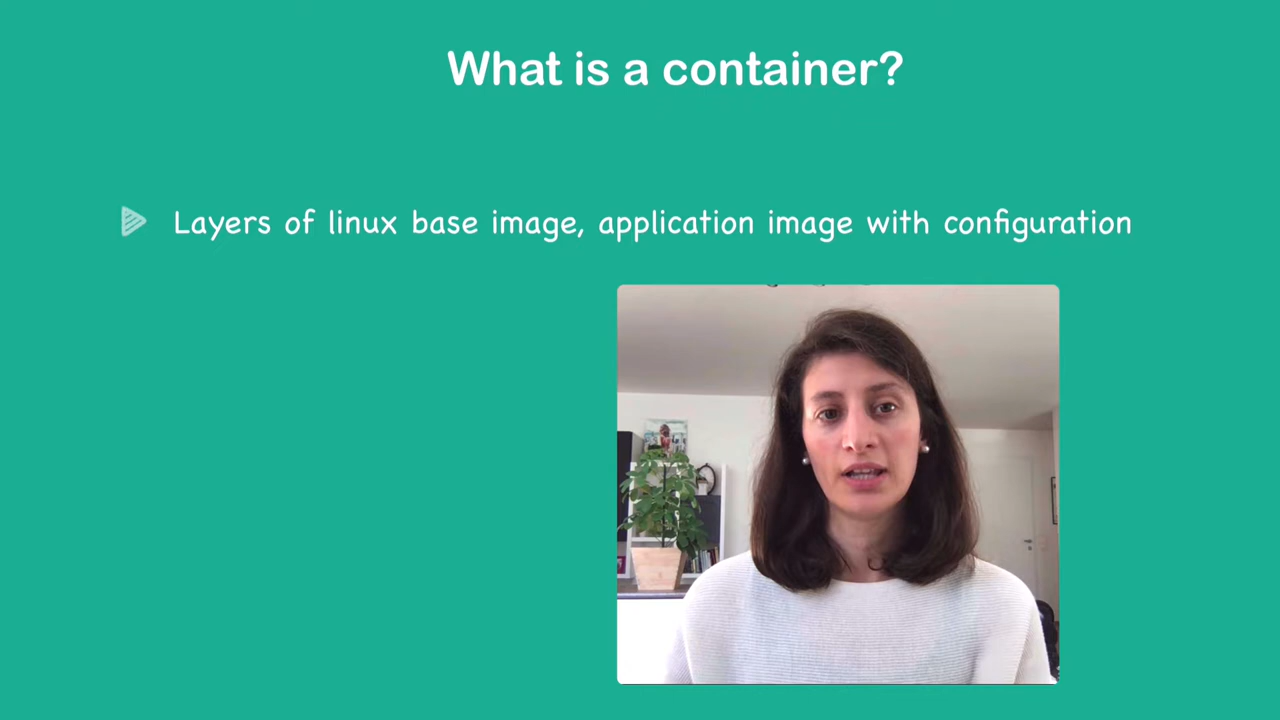 What is a container?
Layers of linux base image, application image with configuration